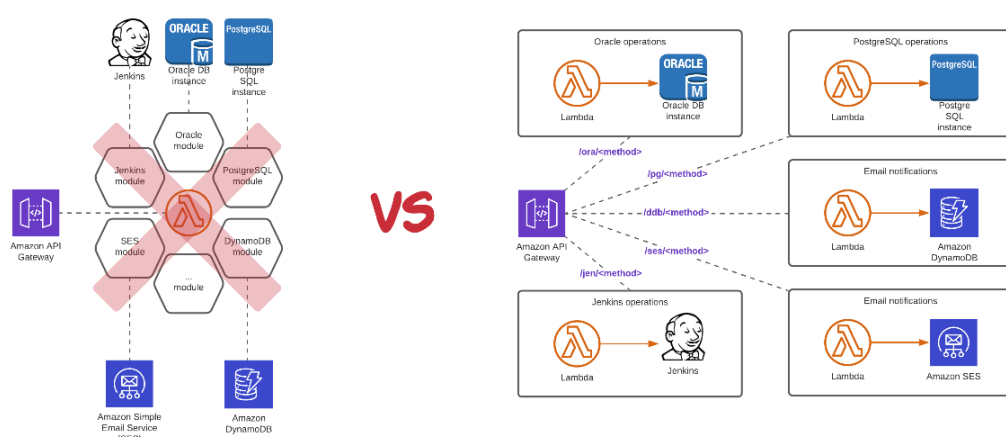 ORACLE
M
PostgreSQL
Jenkins
Oracle DB
instance
Postgre
SQL
instance
Oracle
module
Jenkins
module
PostgreSQL
module
SES
module
DynamoDB
module
...
module
Amazon API
Gateway
Amazon Simple
Email Service
(SES)
Amazon
DynamoDB
VS
Oracle operations
Lambda
ORACLE
M
Oracle DB
instance
PostgreSQL operations
Lambda
PostgreSQL
Postgre
SQL
instance
/ora/<method>
/pg/<method>
/ddb/<method>
/ses/<method>
/jen/<method>
Amazon API
Gateway
Email notifications
Lambda
Amazon
DynamoDB
Jenkins operations
Lambda
Jenkins
Email notifications
Lambda
Amazon SES